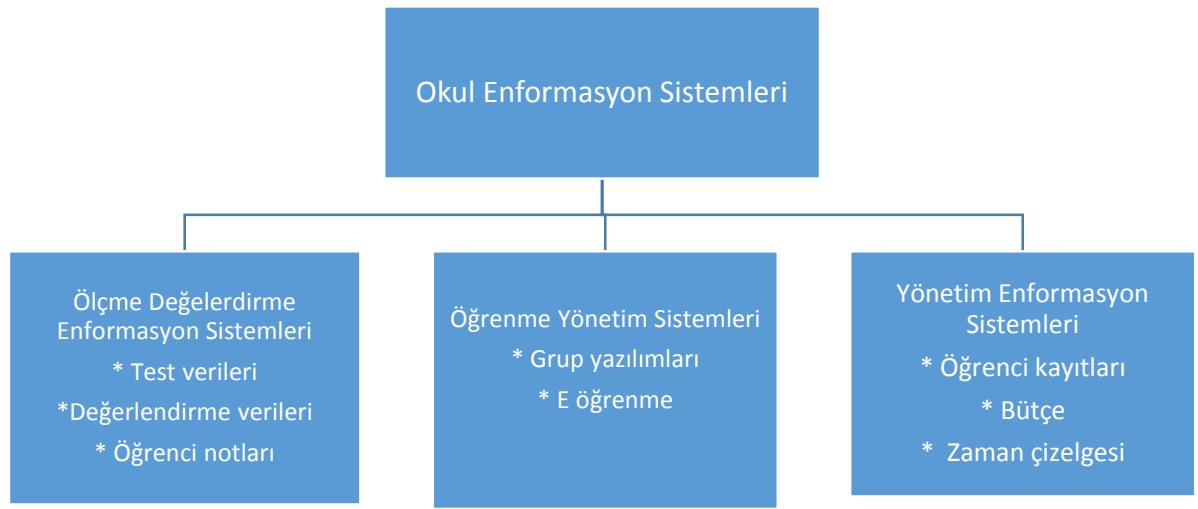 Okul Enformasyon Sistemleri
Ölçme Değelerdirme
Enformasyon Sistemleri
* Test verileri
*Değerlendirme verileri
* Öğrenci notları
Öğrenme Yönetim Sistemleri
* Grup yazılımları
* E öğrenme
Yönetim Enformasyon
Sistemleri
* Öğrenci kayıtları
* Bütçe
* Zaman çizelgesi